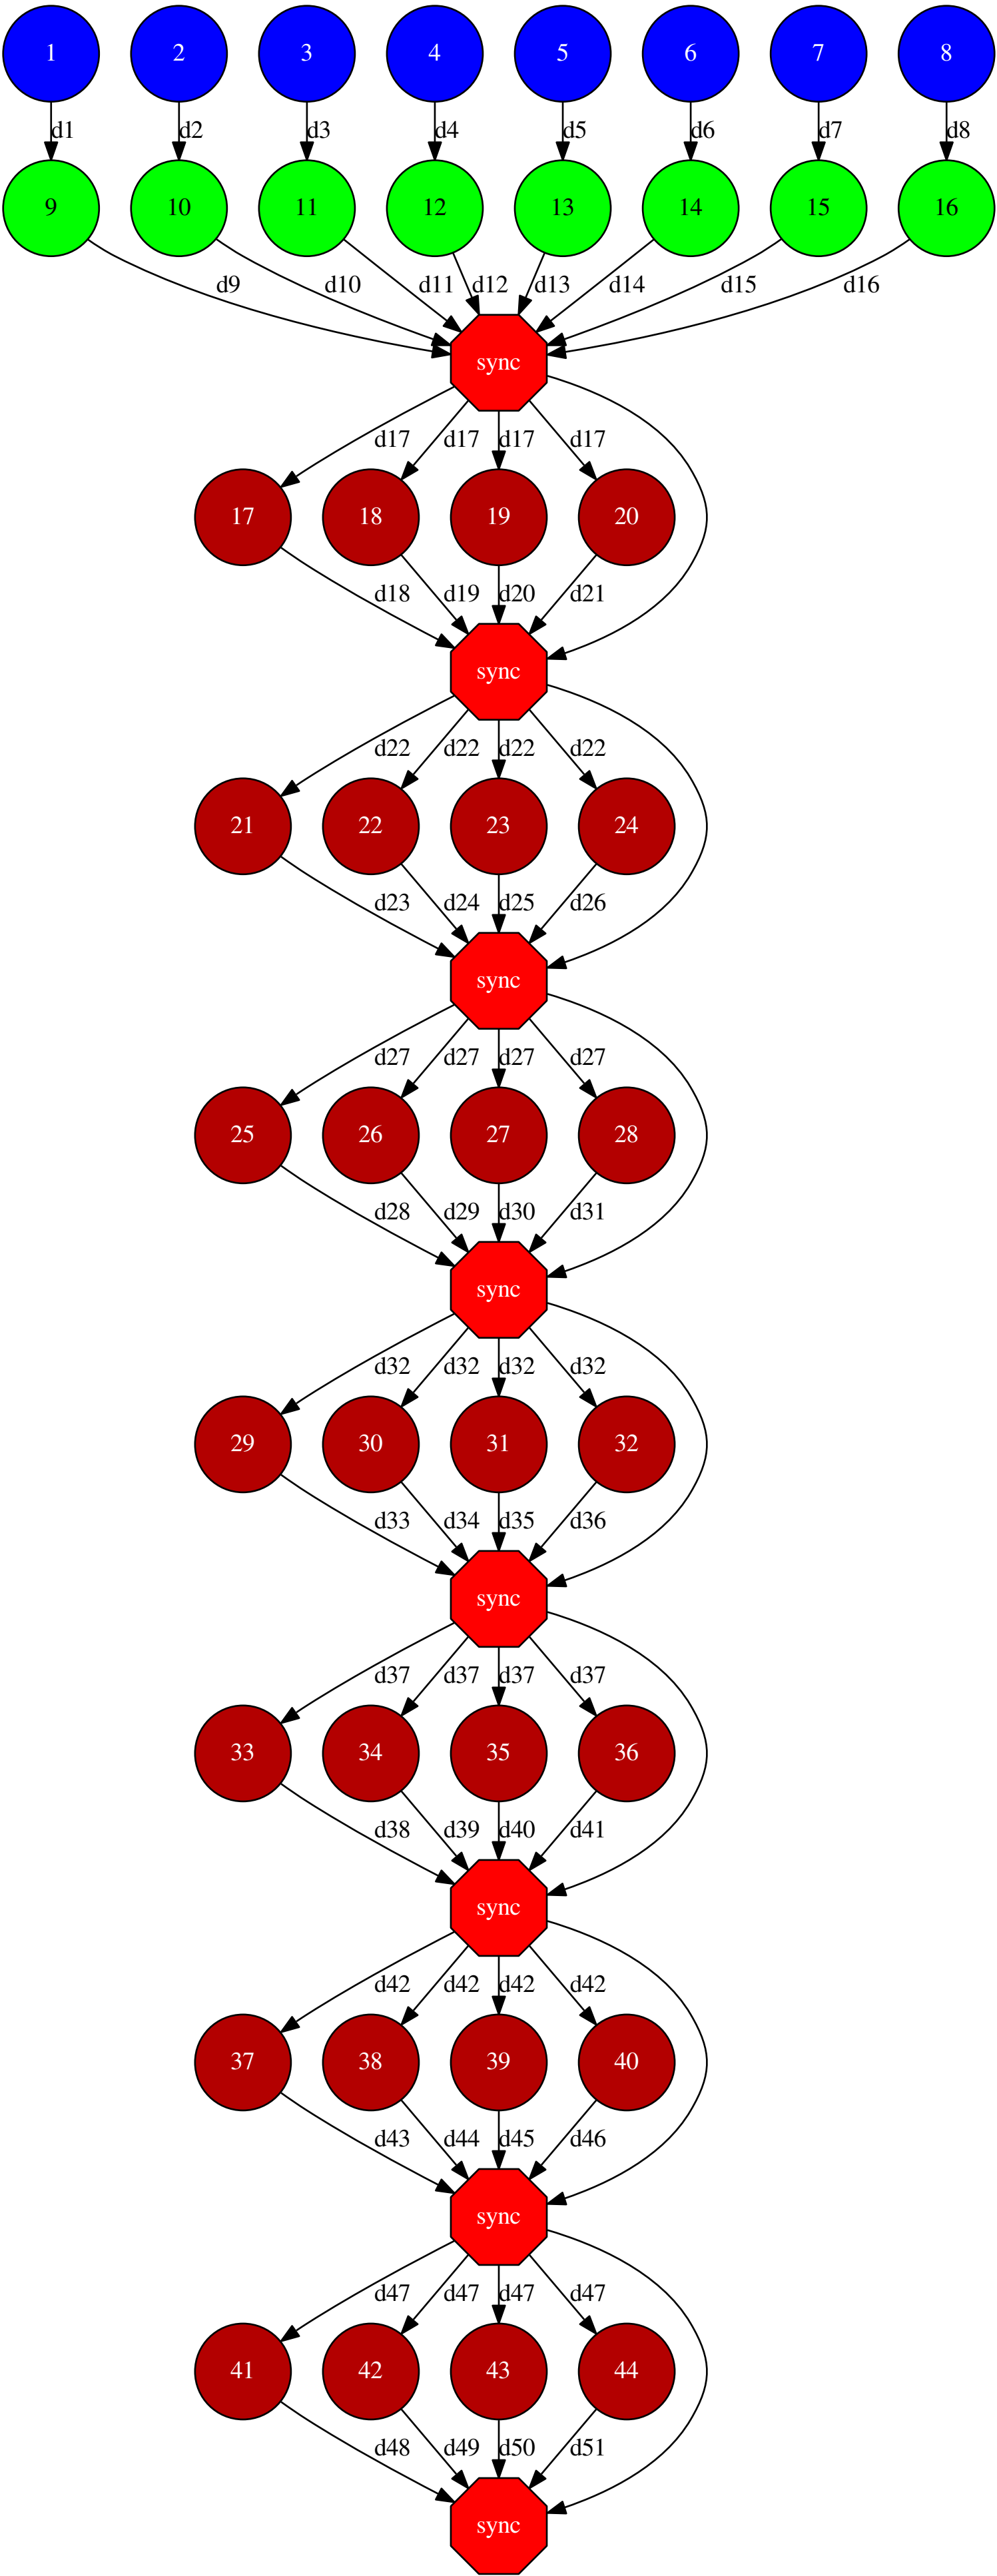 1 2 3 4 5 6 7 8
d1 d2 d3 d4 d5 d6 d7 d8
9 10 11 12 13 14 15 16
d9 d10 d11 d12 d13 d14 d15 d16
sync
d17 d17 d17 d17
17 18 19 20
d18 d19 d20 d21
sync
d22 d22 d22 d22
21 22 23 24
d23 d24 d25 d26
sync
d27 d27 d27 d27
25 26 27 28
d28 d29 d30 d31
sync
d32 d32 d32 d32
29 30 31 32
d33 d34 d35 d36
sync
d37 d37 d37 d37
33 34 35 36
d38 d39 d40 d41
sync
d42 d42 d42 d42
37 38 39 40
d43 d44 d45 d46
sync
d47 d47 d47 d47
41 42 43 44
d48 d49 d50 d51
sync